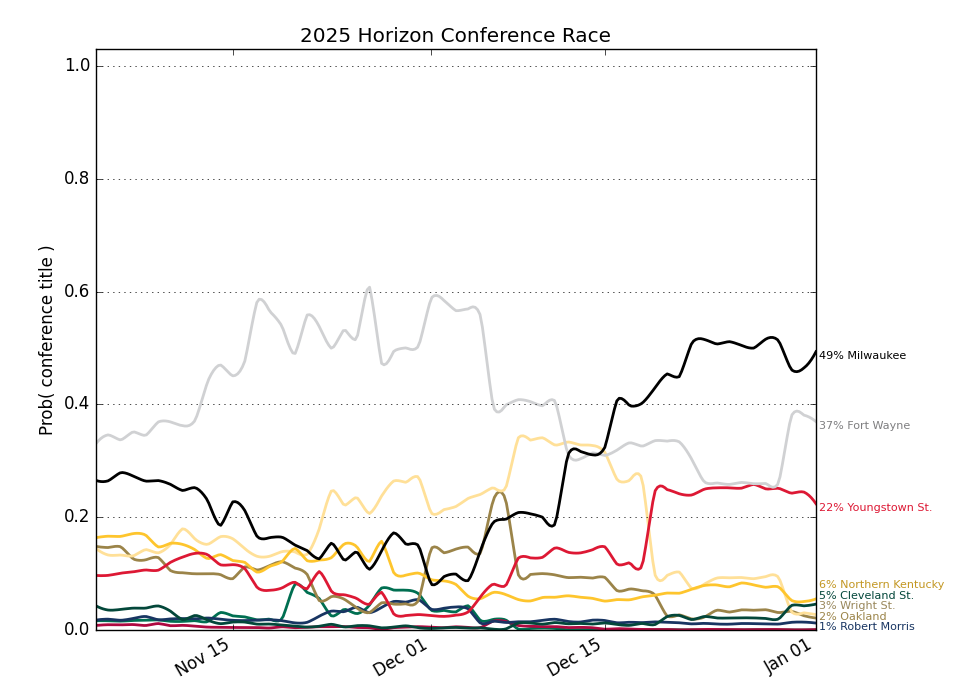 2025 Horizon Conference Race
Prob( conference title )
1.0
0.8
0.6
0.4
0.2
0.0
Nov 15
Dec 01
Dec 15
Jan 01
49% Milwaukee
37% Fort Wayne
22% Youngstown St.
6% Northern Kentucky
5% Cleveland St.
3% Wright St.
2% Oakland
1% Robert Morris